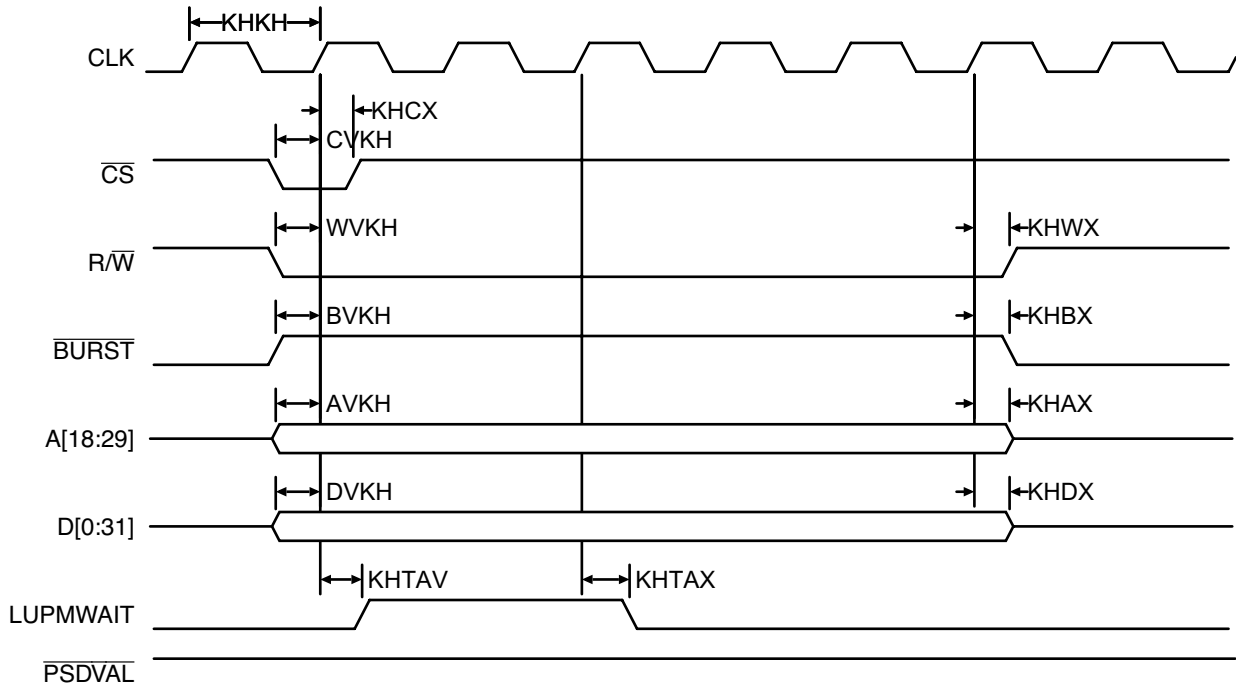 KHKH
CLK
KHCX
CVKH
CS
WVKH KHWX
R/W
BVKH KHBX
BURST
AVKH KHAX
A[18:29]
DVKH KHDX
D[0:31]
KHTAV KHTAX
LUPMWAIT
PSDVAL